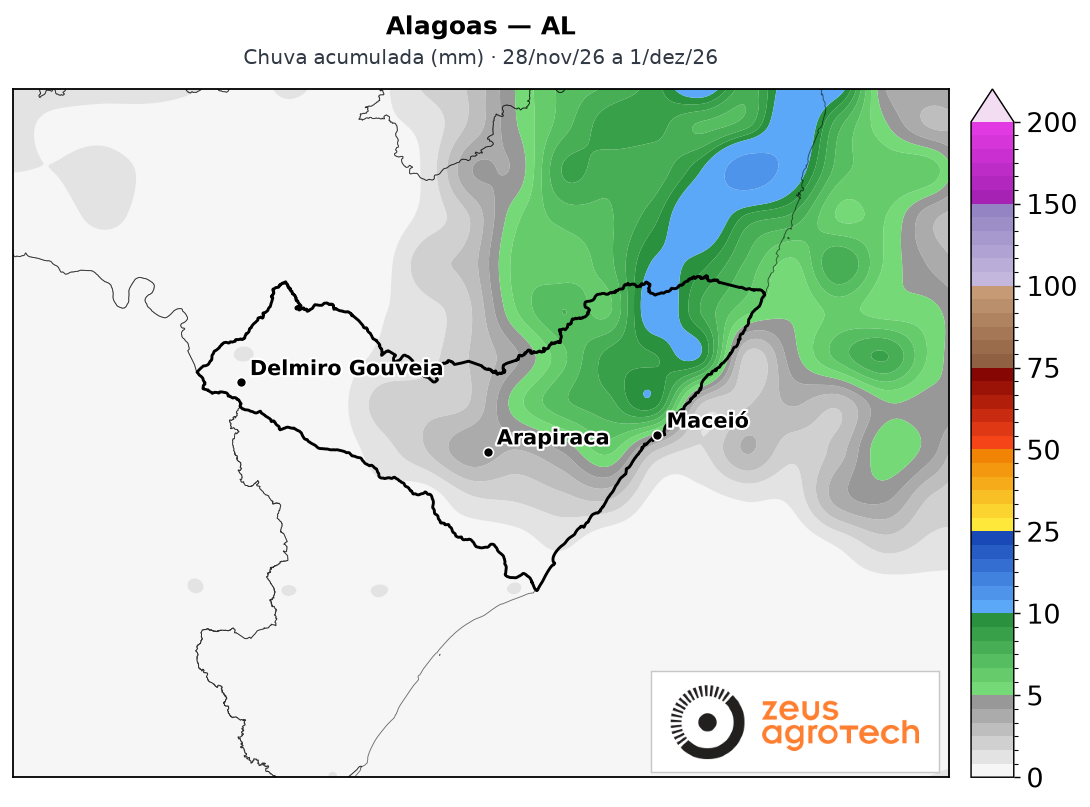 Alagoas — AL
Chuva acumulada (mm) · 28/nov/26 a 1/dez/26
200
150
100
75
50
25
10
5
0
Delmiro Gouveia
Arapiraca
Maceió
zeus
agrotech